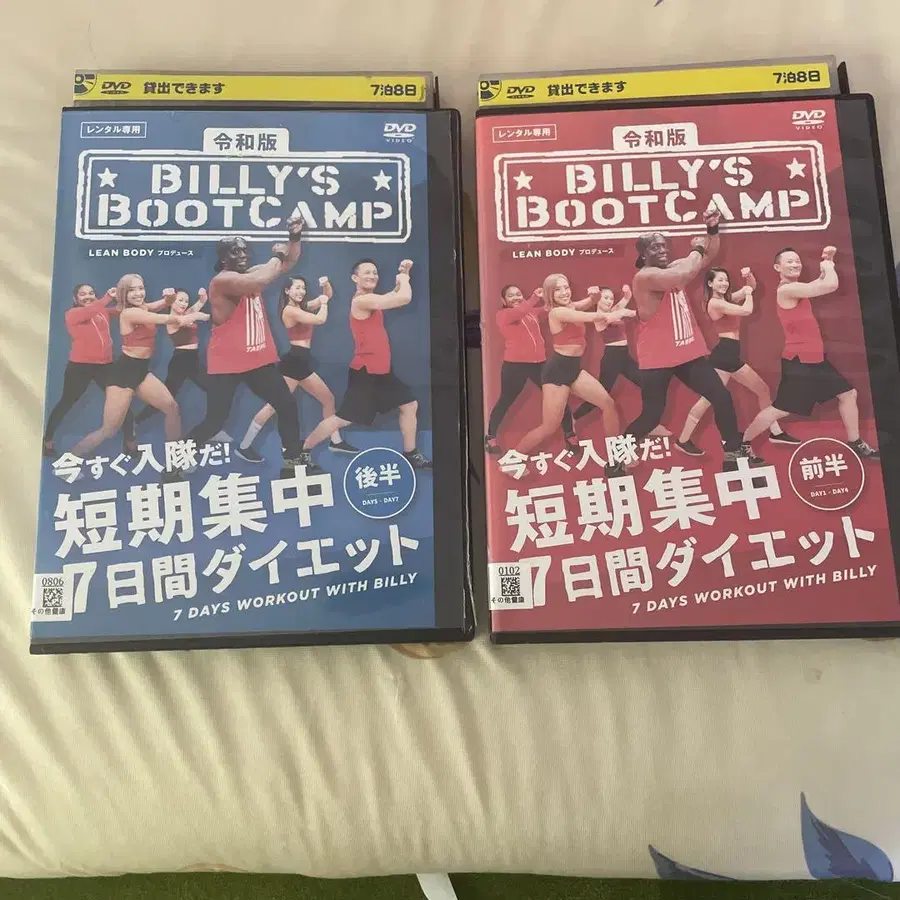 DVD VIDEO 貸出できます 7泊8日
レンタル専用
令和版
DVD VIDEO
BILLY'S
BOOTCAMP
LEAN BODY プロデュース
今すぐ入隊だ!
短期集中
後半
DAY5 - DAY7
7日間ダイエット
7 DAYS WORKOUT WITH BILLY
0806
その他健康
DVD VIDEO 貸出できます 7泊8日
レンタル専用
令和版
DVD VIDEO
BILLY'S
BOOTCAMP
LEAN BODY プロデュース
今すぐ入隊だ!
短期集中
前半
DAY1 - DAY4
7日間ダイエット
7 DAYS WORKOUT WITH BILLY
0102
その他健康